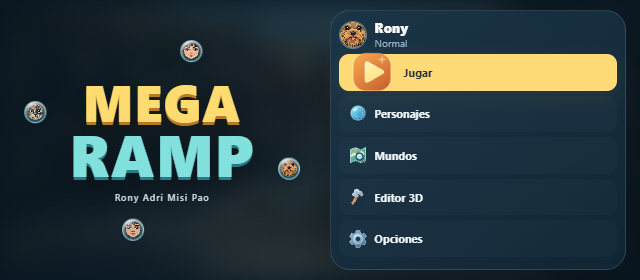 MEGA
RAMP
Rony Adri Misi Pao
Rony
Normal
Jugar
Personajes
Mundos
Editor 3D
Opciones